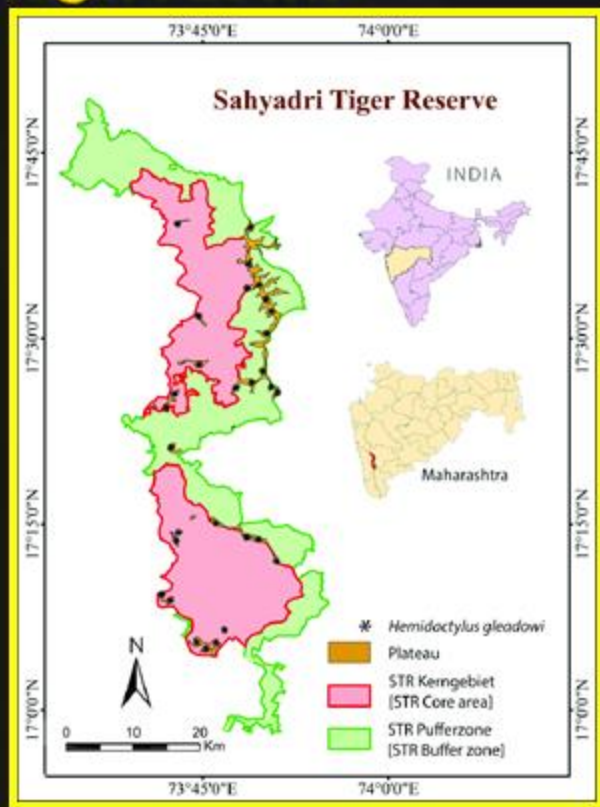 73°45'0"E
74°0'0"E
Sahyadri Tiger Reserve
17°45'0"N
17°45'0"N
INDIA
17°30'0"N
17°30'0"N
Maharashtra
17°15'0"N
17°15'0"N
Hemidactylus gleadowi
Plateau
STR Kerngebiet
[STR Core area]
STR Pufferzone
[STR Buffer zone]
N
0 10 20
Km
17°0'0"N
17°0'0"N
73°45'0"E
74°0'0"E